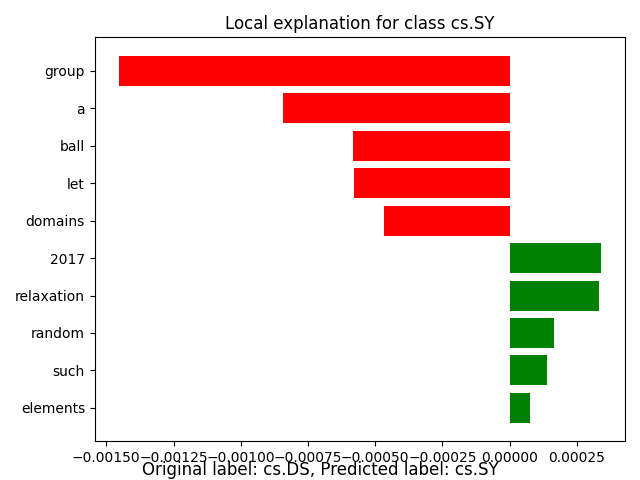 Local explanation for class cs.SY
group
a
ball
let
domains
2017
relaxation
random
such
elements
−0.00150 −0.00125 −0.00100 −0.00075 −0.00050 −0.00025 0.00000 0.00025
Original label: cs.DS, Predicted label: cs.SY